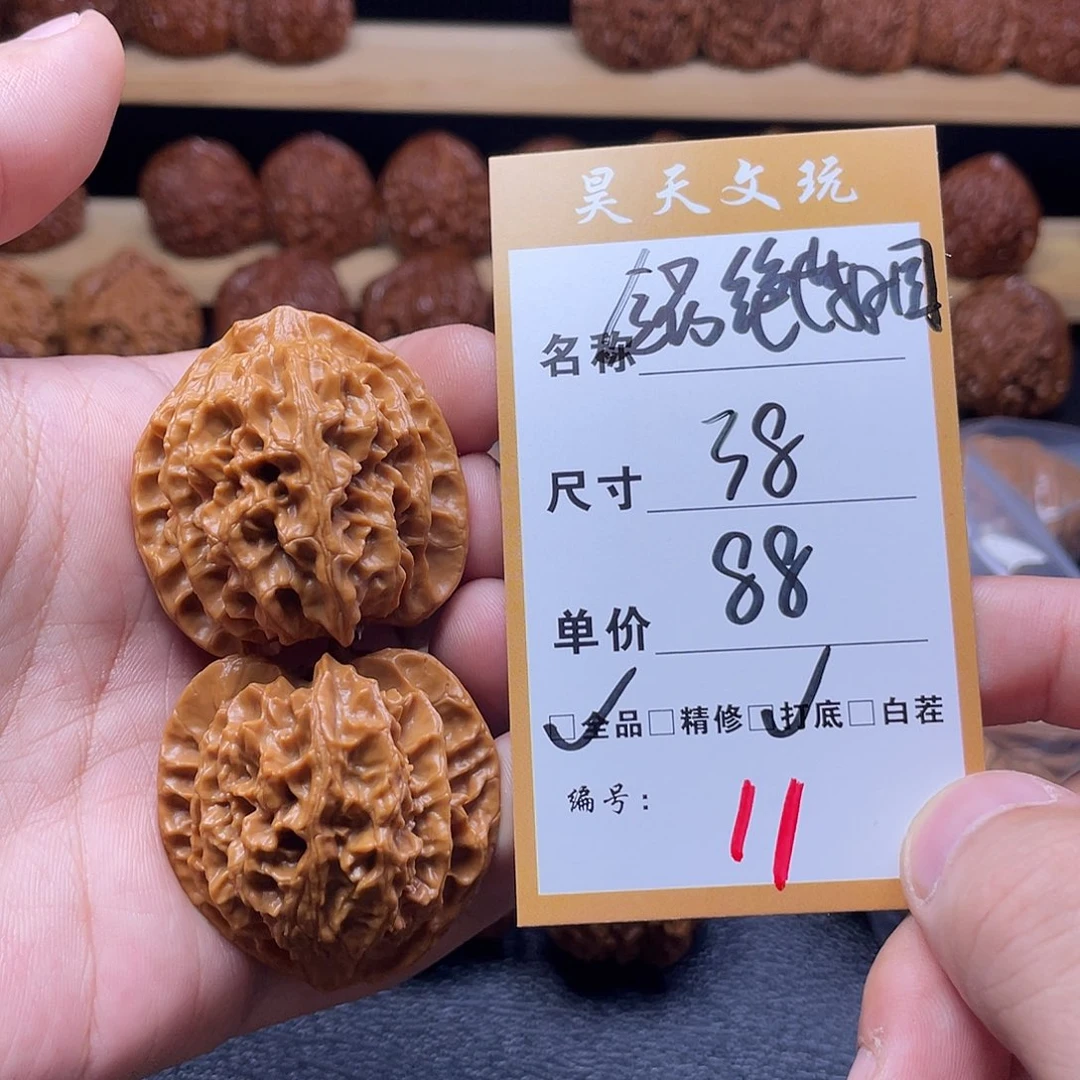 昊天文玩
名称
尺寸 38
单价 88
☑全品□精修☑打底□白茬
编号： 11